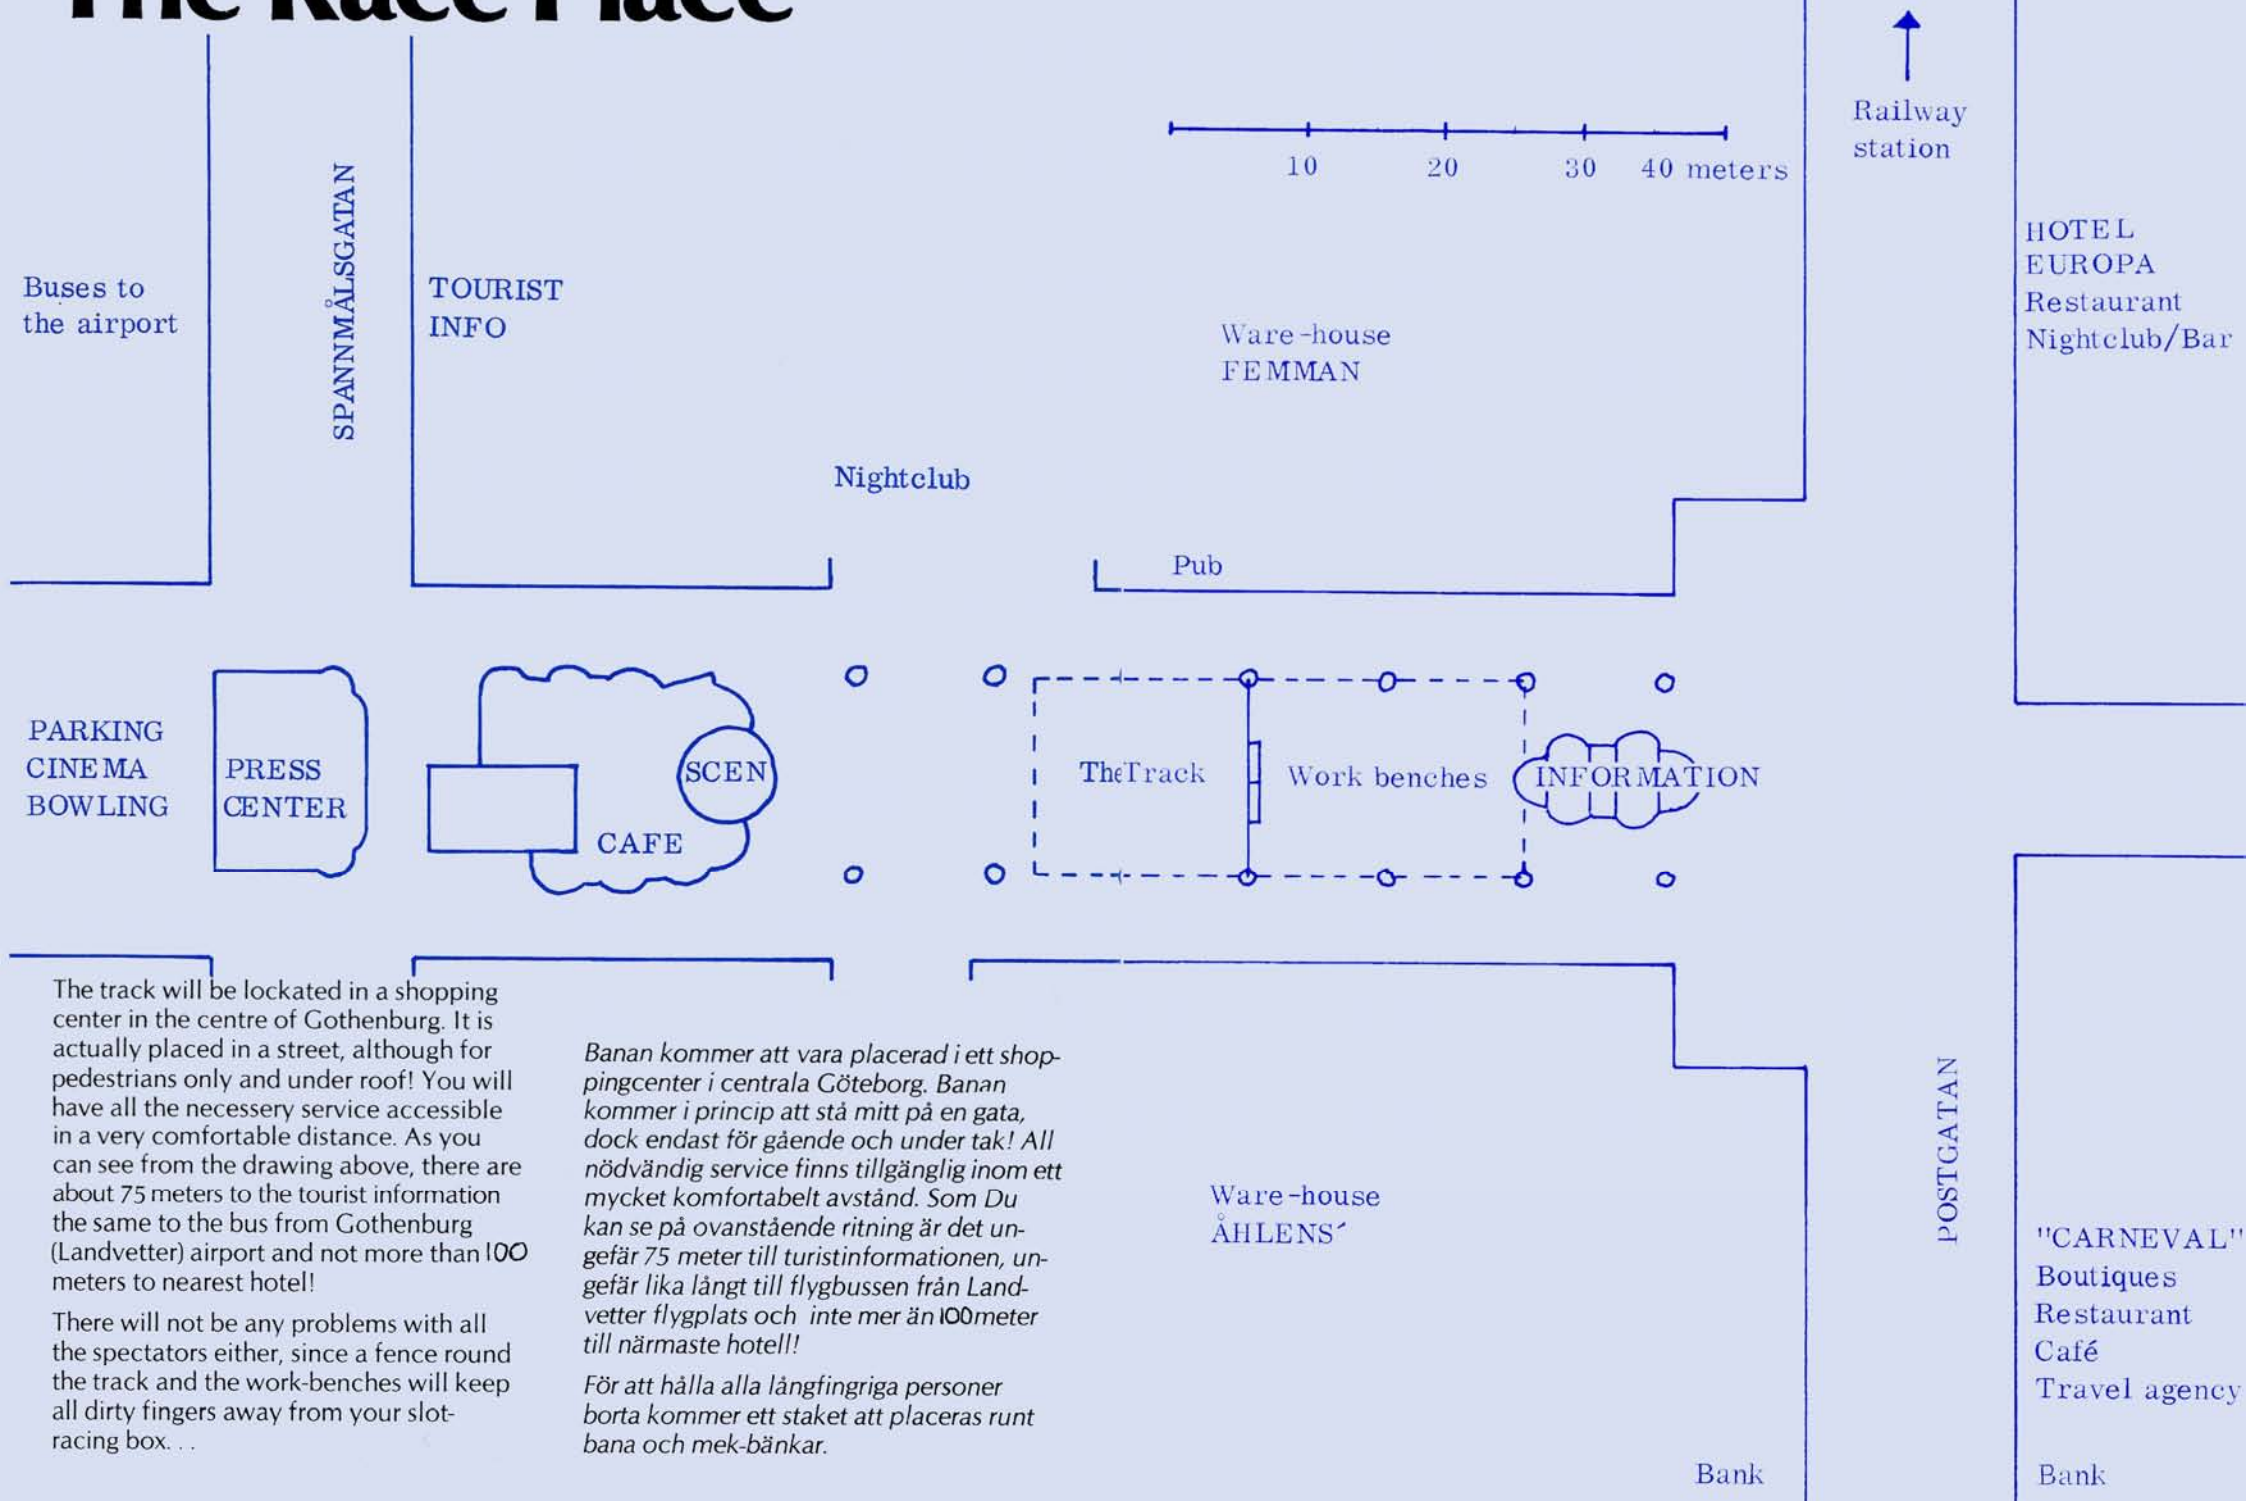 The Race Place
Railway
station
10 20 30 40 meters
SPANNMÅLSGATAN
Buses to
the airport
TOURIST
INFO
HOTEL
EUROPA
Restaurant
Nightclub/Bar
Ware-house
FEMMAN
Nightclub
Pub
PARKING
CINEMA
BOWLING
PRESS
CENTER
SCEN
CAFE
The Track
Work benches
INFORMATION
The track will be lockated in a shopping
center in the centre of Gothenburg. It is
actually placed in a street, although for
pedestrians only and under roof! You will
have all the necessery service accessible
in a very comfortable distance. As you
can see from the drawing above, there are
about 75 meters to the tourist information
the same to the bus from Gothenburg
(Landvetter) airport and not more than 100
meters to nearest hotel!
There will not be any problems with all
the spectators either, since a fence round
the track and the work-benches will keep
all dirty fingers away from your slot-
racing box. . .
Banan kommer att vara placerad i ett shop-
pingcenter i centrala Göteborg. Banan
kommer i princip att stå mitt på en gata,
dock endast för gående och under tak! All
nödvändig service finns tillgänglig inom ett
mycket komfortabelt avstånd. Som Du
kan se på ovanstående ritning är det un-
gefär 75 meter till turistinformationen, un-
gefär lika långt till flygbussen från Land-
vetter flygplats och inte mer än 100 meter
till närmaste hotell!
För att hålla alla långfingriga personer
borta kommer ett staket att placeras runt
bana och mek-bänkar.
Ware-house
ÅHLENS´
POSTGATAN
"CARNEVAL"
Boutiques
Restaurant
Café
Travel agency
Bank
Bank